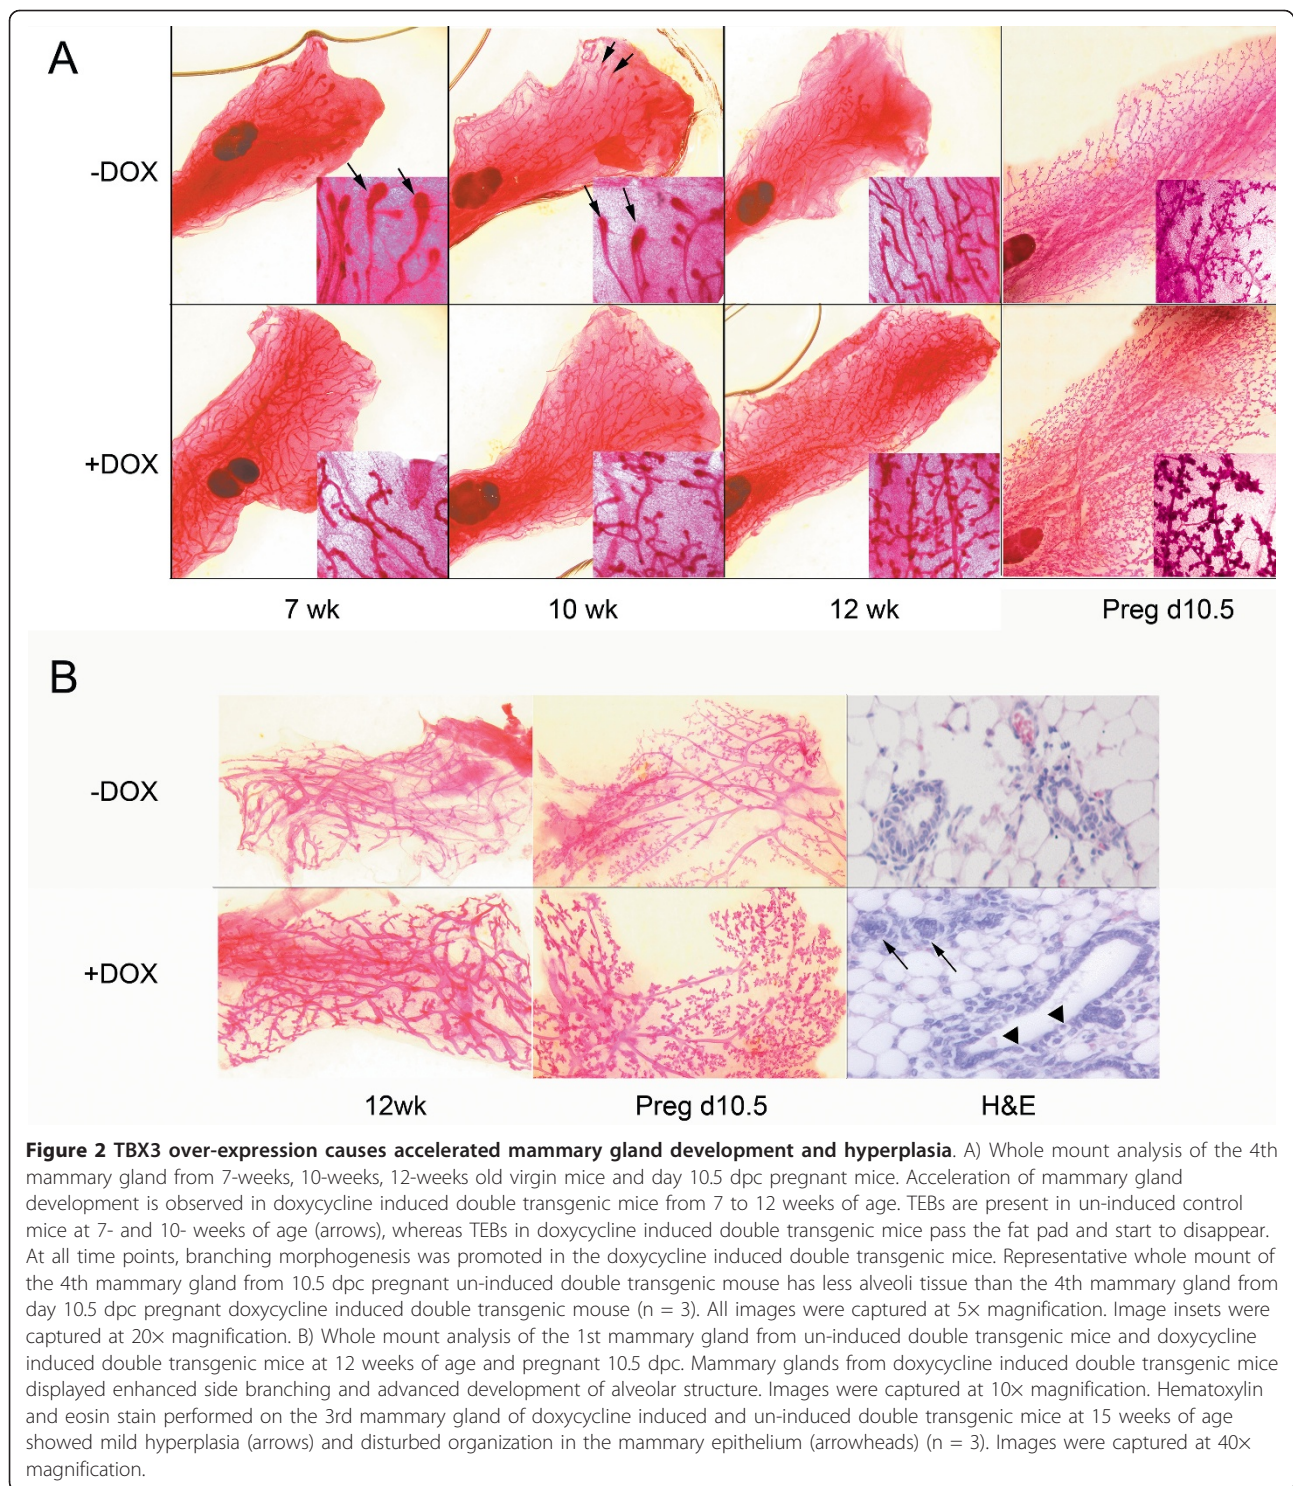 A
-DOX
+DOX
7 wk
10 wk
12 wk
Preg d10.5
B
-DOX
+DOX
12wk
Preg d10.5
H&E
Figure 2 TBX3 over-expression causes accelerated mammary gland development and hyperplasia. A) Whole mount analysis of the 4th
mammary gland from 7-weeks, 10-weeks, 12-weeks old virgin mice and day 10.5 dpc pregnant mice. Acceleration of mammary gland
development is observed in doxycycline induced double transgenic mice from 7 to 12 weeks of age. TEBs are present in un-induced control
mice at 7- and 10- weeks of age (arrows), whereas TEBs in doxycycline induced double transgenic mice pass the fat pad and start to disappear.
At all time points, branching morphogenesis was promoted in the doxycycline induced double transgenic mice. Representative whole mount of
the 4th mammary gland from 10.5 dpc pregnant un-induced double transgenic mouse has less alveoli tissue than the 4th mammary gland from
day 10.5 dpc pregnant doxycycline induced double transgenic mouse (n = 3). All images were captured at 5× magnification. Image insets were
captured at 20× magnification. B) Whole mount analysis of the 1st mammary gland from un-induced double transgenic mice and doxycycline
induced double transgenic mice at 12 weeks of age and pregnant 10.5 dpc. Mammary glands from doxycycline induced double transgenic mice
displayed enhanced side branching and advanced development of alveolar structure. Images were captured at 10× magnification. Hematoxylin
and eosin stain performed on the 3rd mammary gland of doxycycline induced and un-induced double transgenic mice at 15 weeks of age
showed mild hyperplasia (arrows) and disturbed organization in the mammary epithelium (arrowheads) (n = 3). Images were captured at 40×
magnification.